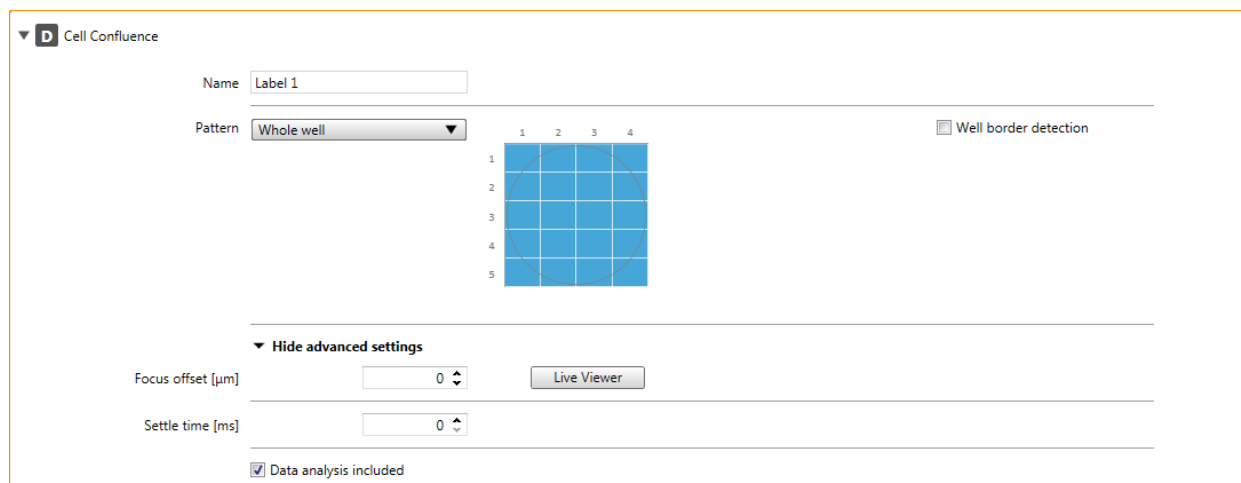 D Cell Confluence
Name Label 1
Pattern Whole well
1 2 3 4
Well border detection
1
2
3
4
5
Hide advanced settings
Focus offset [µm] 0 Live Viewer
Settle time [ms] 0
Data analysis included